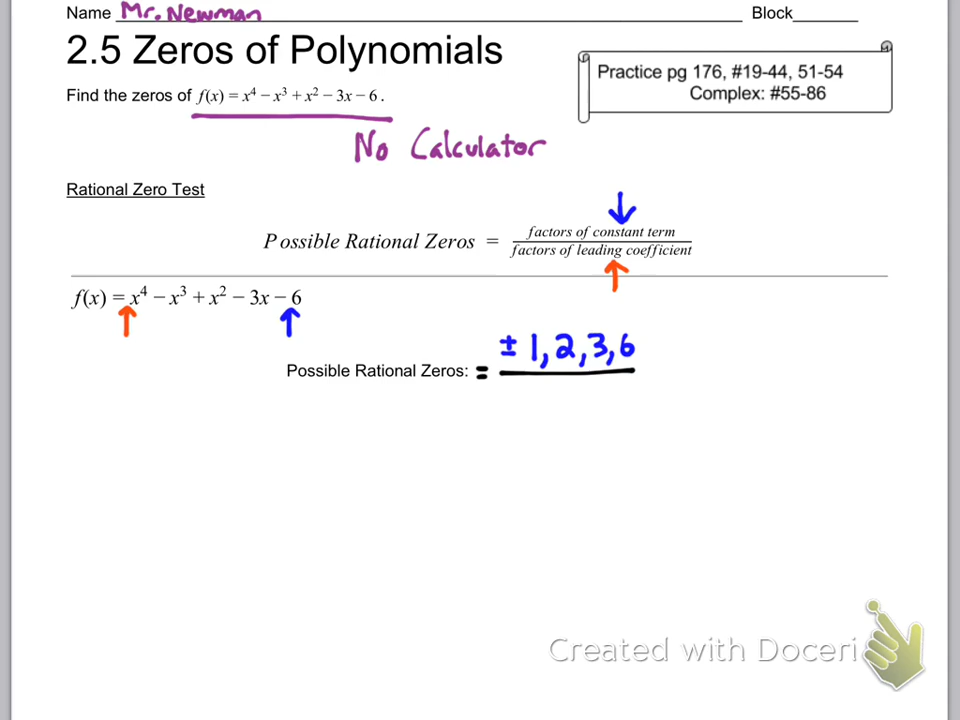 Name Mr. Newman Block
2.5 Zeros of Polynomials
Practice pg 176, #19-44, 51-54
Complex: #55-86
Find the zeros of f(x) = x⁴ − x³ + x² − 3x − 6.
No Calculator
Rational Zero Test
Possible Rational Zeros = factors of constant term
factors of leading coefficient
f(x) = x⁴ − x³ + x² − 3x − 6
± 1, 2, 3, 6
Possible Rational Zeros: =
Created with Doceri